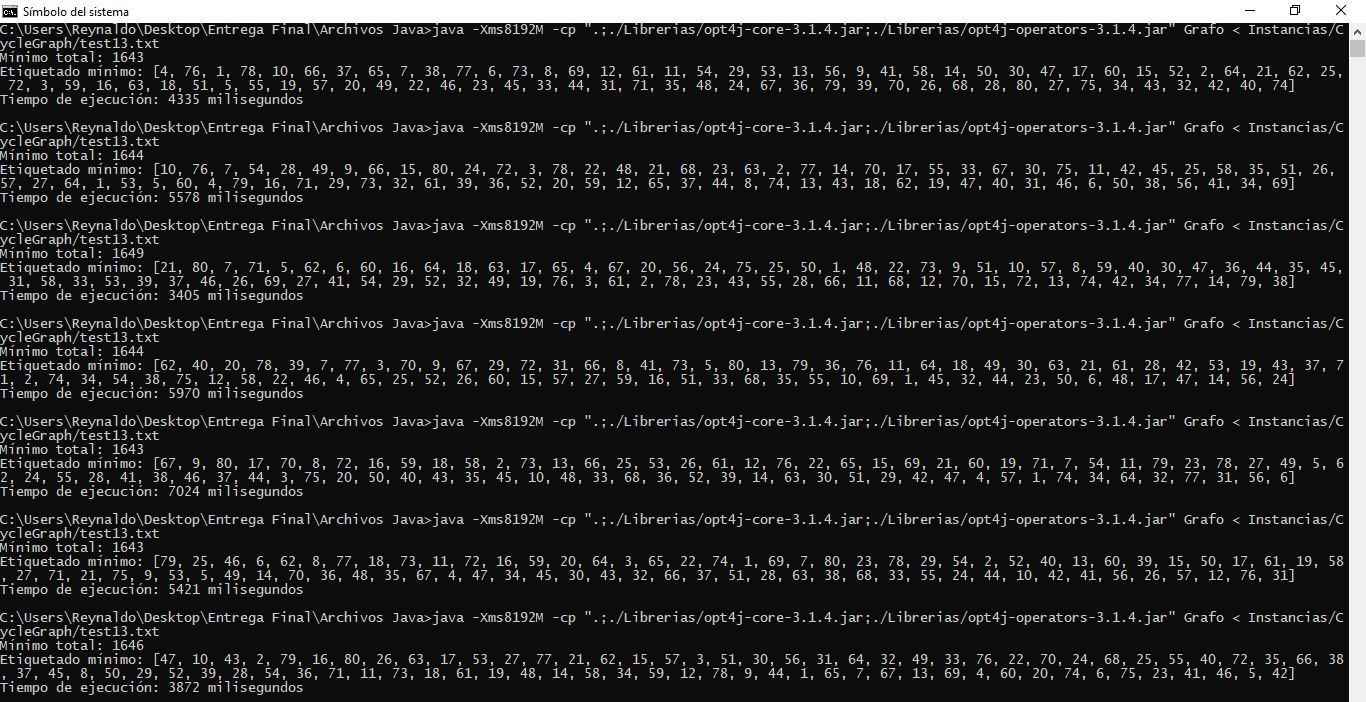 Símbolo del sistema
C:\Users\Reynaldo\Desktop\Entrega Final\Archivos Java>java -Xms8192M -cp ".;./Librerias/opt4j-core-3.1.4.jar;./Librerias/opt4j-operators-3.1.4.jar" Grafo < Instancias/C
ycleGraph/test13.txt
Mínimo total: 1643
Etiquetado mínimo: [4, 76, 1, 78, 10, 66, 37, 65, 7, 38, 77, 6, 73, 8, 69, 12, 61, 11, 54, 29, 53, 13, 56, 9, 41, 58, 14, 50, 30, 47, 17, 60, 15, 52, 2, 64, 21, 62, 25,
 72, 3, 59, 16, 63, 18, 51, 5, 55, 19, 57, 20, 49, 22, 46, 23, 45, 33, 44, 31, 71, 35, 48, 24, 67, 36, 79, 39, 70, 26, 68, 28, 80, 27, 75, 34, 43, 32, 42, 40, 74]
Tiempo de ejecución: 4335 milisegundos

C:\Users\Reynaldo\Desktop\Entrega Final\Archivos Java>java -Xms8192M -cp ".;./Librerias/opt4j-core-3.1.4.jar;./Librerias/opt4j-operators-3.1.4.jar" Grafo < Instancias/C
ycleGraph/test13.txt
Mínimo total: 1644
Etiquetado mínimo: [10, 76, 7, 54, 28, 49, 9, 66, 15, 80, 24, 72, 3, 78, 22, 48, 21, 68, 23, 63, 2, 77, 14, 70, 17, 55, 33, 67, 30, 75, 11, 42, 45, 25, 58, 35, 51, 26,
57, 27, 64, 1, 53, 5, 60, 4, 79, 16, 71, 29, 73, 32, 61, 39, 36, 52, 20, 59, 12, 65, 37, 44, 8, 74, 13, 43, 18, 62, 19, 47, 40, 31, 46, 6, 50, 38, 56, 41, 34, 69]
Tiempo de ejecución: 5578 milisegundos

C:\Users\Reynaldo\Desktop\Entrega Final\Archivos Java>java -Xms8192M -cp ".;./Librerias/opt4j-core-3.1.4.jar;./Librerias/opt4j-operators-3.1.4.jar" Grafo < Instancias/C
ycleGraph/test13.txt
Mínimo total: 1649
Etiquetado mínimo: [21, 80, 7, 71, 5, 62, 6, 60, 16, 64, 18, 63, 17, 65, 4, 67, 20, 56, 24, 75, 25, 50, 1, 48, 22, 73, 9, 51, 10, 57, 8, 59, 40, 30, 47, 36, 44, 35, 45,
 31, 58, 33, 53, 39, 37, 46, 26, 69, 27, 41, 54, 29, 52, 32, 49, 19, 76, 3, 61, 2, 78, 23, 43, 55, 28, 66, 11, 68, 12, 70, 15, 72, 13, 74, 42, 34, 77, 14, 79, 38]
Tiempo de ejecución: 3405 milisegundos

C:\Users\Reynaldo\Desktop\Entrega Final\Archivos Java>java -Xms8192M -cp ".;./Librerias/opt4j-core-3.1.4.jar;./Librerias/opt4j-operators-3.1.4.jar" Grafo < Instancias/C
ycleGraph/test13.txt
Mínimo total: 1644
Etiquetado mínimo: [62, 40, 20, 78, 39, 7, 77, 3, 70, 9, 67, 29, 72, 31, 66, 8, 41, 73, 5, 80, 13, 79, 36, 76, 11, 64, 18, 49, 30, 63, 21, 61, 28, 42, 53, 19, 43, 37, 7
1, 2, 74, 34, 54, 38, 75, 12, 58, 22, 46, 4, 65, 25, 52, 26, 60, 15, 57, 27, 59, 16, 51, 33, 68, 35, 55, 10, 69, 1, 45, 32, 44, 23, 50, 6, 48, 17, 47, 14, 56, 24]
Tiempo de ejecución: 5970 milisegundos

C:\Users\Reynaldo\Desktop\Entrega Final\Archivos Java>java -Xms8192M -cp ".;./Librerias/opt4j-core-3.1.4.jar;./Librerias/opt4j-operators-3.1.4.jar" Grafo < Instancias/C
ycleGraph/test13.txt
Mínimo total: 1643
Etiquetado mínimo: [67, 9, 80, 17, 70, 8, 72, 16, 59, 18, 58, 2, 73, 13, 66, 25, 53, 26, 61, 12, 76, 22, 65, 15, 69, 21, 60, 19, 71, 7, 54, 11, 79, 23, 78, 27, 49, 5, 6
2, 24, 55, 28, 41, 38, 46, 37, 44, 3, 75, 20, 50, 40, 43, 35, 45, 10, 48, 33, 68, 36, 52, 39, 14, 63, 30, 51, 29, 42, 47, 4, 57, 1, 74, 34, 64, 32, 77, 31, 56, 6]
Tiempo de ejecución: 7024 milisegundos

C:\Users\Reynaldo\Desktop\Entrega Final\Archivos Java>java -Xms8192M -cp ".;./Librerias/opt4j-core-3.1.4.jar;./Librerias/opt4j-operators-3.1.4.jar" Grafo < Instancias/C
ycleGraph/test13.txt
Mínimo total: 1643
Etiquetado mínimo: [79, 25, 46, 6, 62, 8, 77, 18, 73, 11, 72, 16, 59, 20, 64, 3, 65, 22, 74, 1, 69, 7, 80, 23, 78, 29, 54, 2, 52, 40, 13, 60, 39, 15, 50, 17, 61, 19, 58
, 27, 71, 21, 75, 9, 53, 5, 49, 14, 70, 36, 48, 35, 67, 4, 47, 34, 45, 30, 43, 32, 66, 37, 51, 28, 63, 38, 68, 33, 55, 24, 44, 10, 42, 41, 56, 26, 57, 12, 76, 31]
Tiempo de ejecución: 5421 milisegundos

C:\Users\Reynaldo\Desktop\Entrega Final\Archivos Java>java -Xms8192M -cp ".;./Librerias/opt4j-core-3.1.4.jar;./Librerias/opt4j-operators-3.1.4.jar" Grafo < Instancias/C
ycleGraph/test13.txt
Mínimo total: 1646
Etiquetado mínimo: [47, 10, 43, 2, 79, 16, 80, 26, 63, 17, 53, 27, 77, 21, 62, 15, 57, 3, 51, 30, 56, 31, 64, 32, 49, 33, 76, 22, 70, 24, 68, 25, 55, 40, 72, 35, 66, 38
, 37, 45, 8, 50, 29, 52, 39, 28, 54, 36, 71, 11, 73, 18, 61, 19, 48, 14, 58, 34, 59, 12, 78, 9, 44, 1, 65, 7, 67, 13, 69, 4, 60, 20, 74, 6, 75, 23, 41, 46, 5, 42]
Tiempo de ejecución: 3872 milisegundos